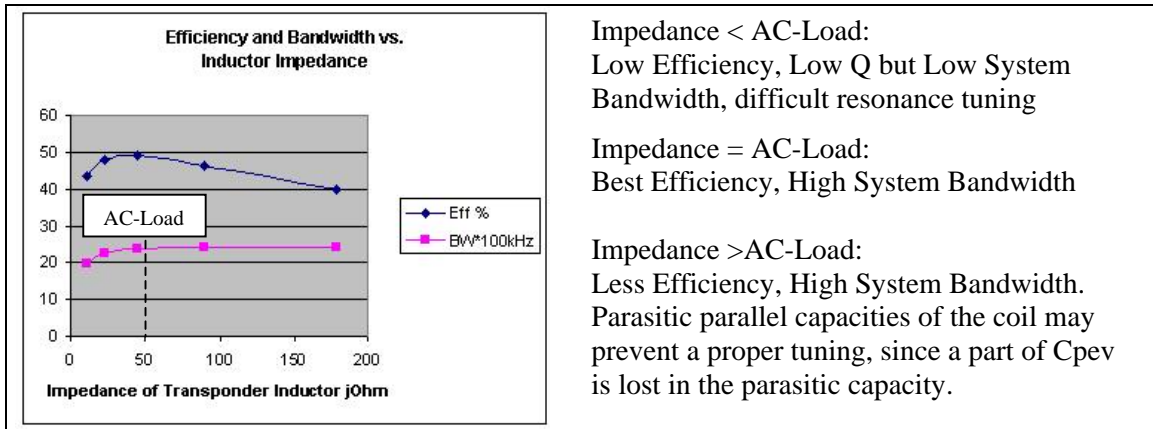 Efficiency and Bandwidth vs.
Inductor Impedance
60
50
40
30
20
10
0
AC-Load
0 50 100 150 200
Impedance of Transponder Inductor jOhm
Eff %
BW*100kHz
Impedance < AC-Load:
Low Efficiency, Low Q but Low System
Bandwidth, difficult resonance tuning
Impedance = AC-Load:
Best Efficiency, High System Bandwidth
Impedance >AC-Load:
Less Efficiency, High System Bandwidth.
Parasitic parallel capacities of the coil may
prevent a proper tuning, since a part of Cpev
is lost in the parasitic capacity.